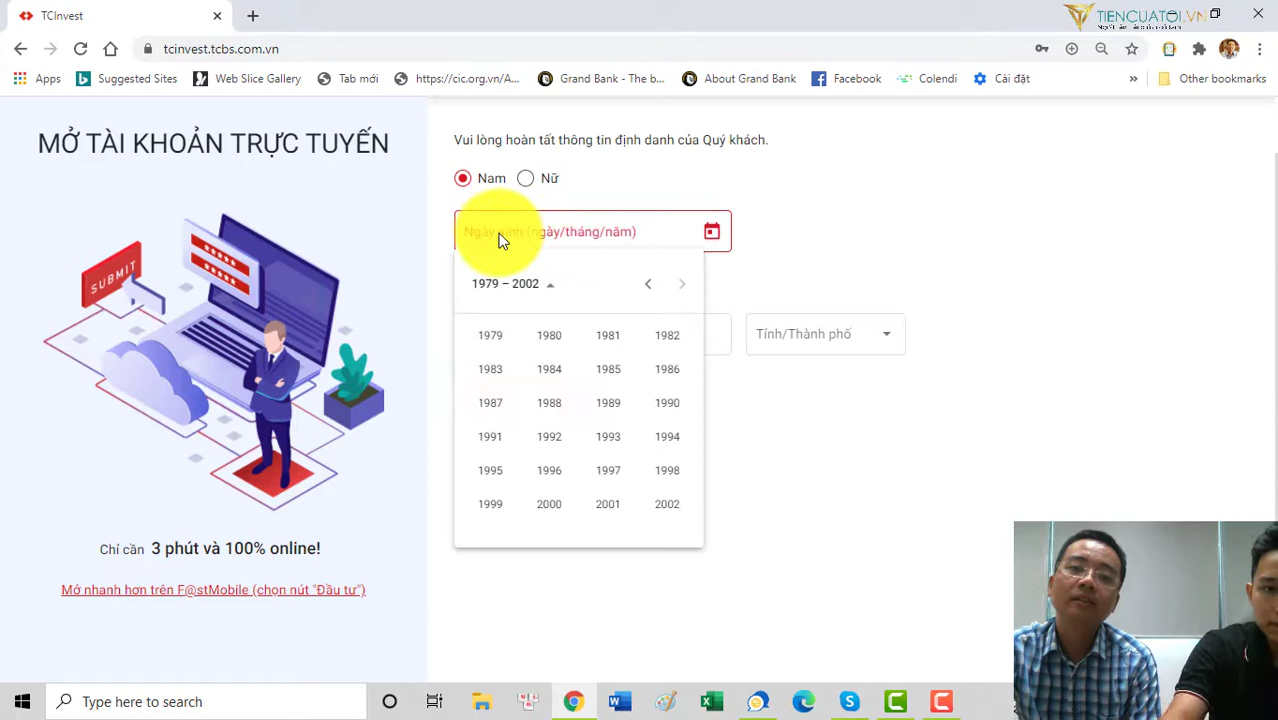 TCInvest
TIENCUATOI.VN
tcinvest.tcbs.com.vn
Apps
Suggested Sites
Web Slice Gallery
Tab mới
https://cic.org.vn/A...
Grand Bank - The b...
About Grand Bank
Facebook
Colendi
Cài đặt
»
Other bookmarks
MỞ TÀI KHOẢN TRỰC TUYẾN
SUBMIT
Chỉ cần 3 phút và 100% online!
Mở nhanh hơn trên F@stMobile (chọn nút "Đầu tư")
Vui lòng hoàn tất thông tin định danh của Quý khách.
Nam Nữ
Ngày sinh (ngày/tháng/năm)
1979 – 2002
1979 1980 1981 1982
1983 1984 1985 1986
1987 1988 1989 1990
1991 1992 1993 1994
1995 1996 1997 1998
1999 2000 2001 2002
Tỉnh/Thành phố
Type here to search